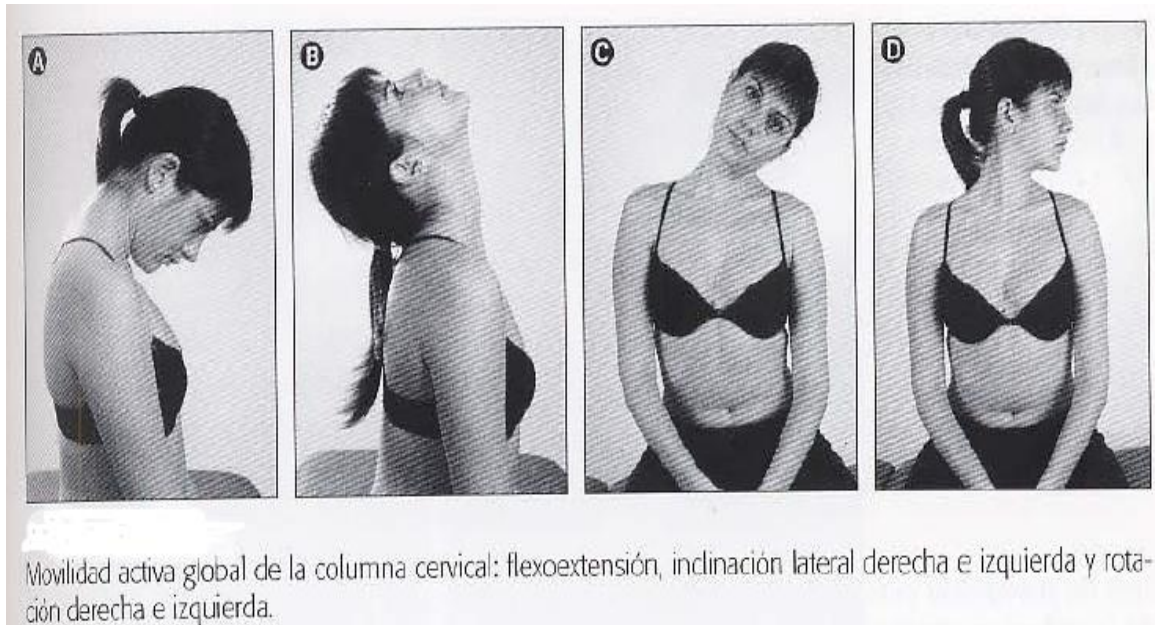 A
B
C
D
Movilidad activa global de la columna cervical: flexoextensión, inclinación lateral derecha e izquierda y rota-
ción derecha e izquierda.